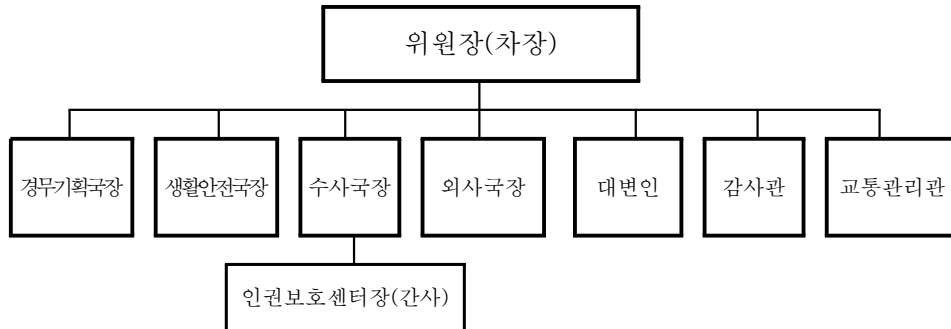 위원장(차장)
경무기획국장
생활안전국장
수사국장
외사국장
대변인
감사관
교통관리관
인권보호센터장(간사)